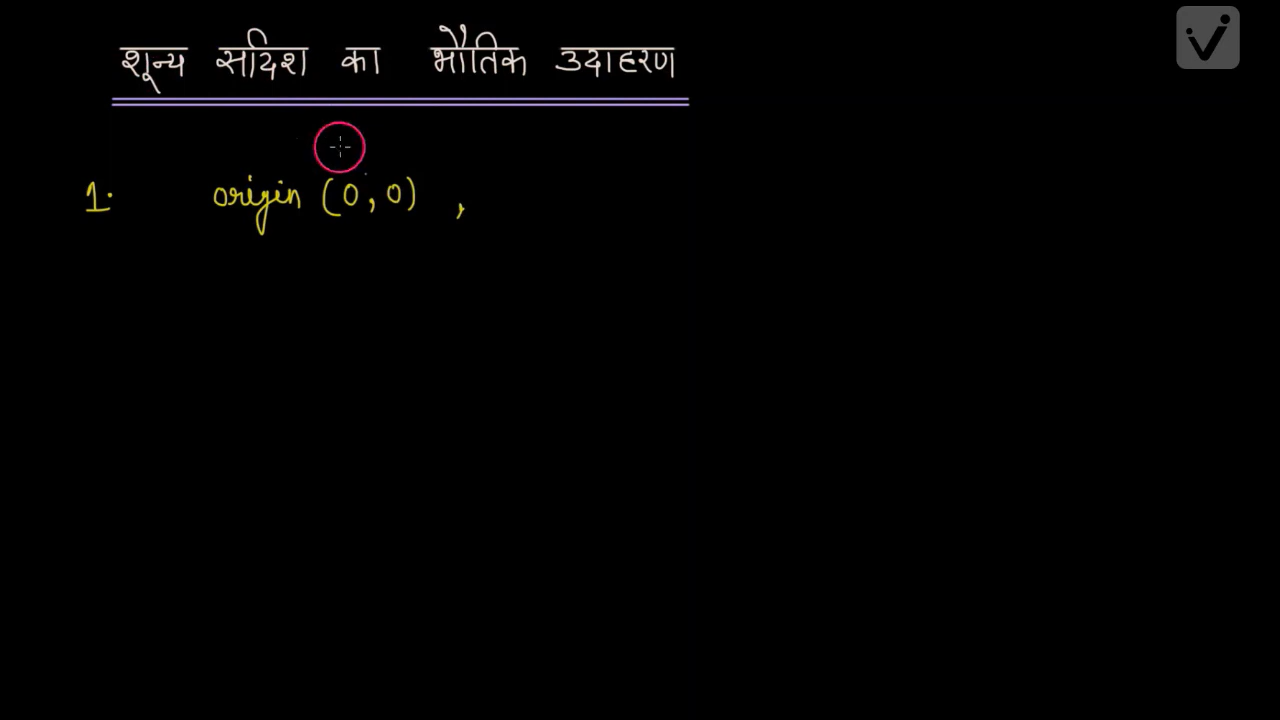 शून्य सदिश का भौतिक उदाहरण
1. origin (0,0) ,